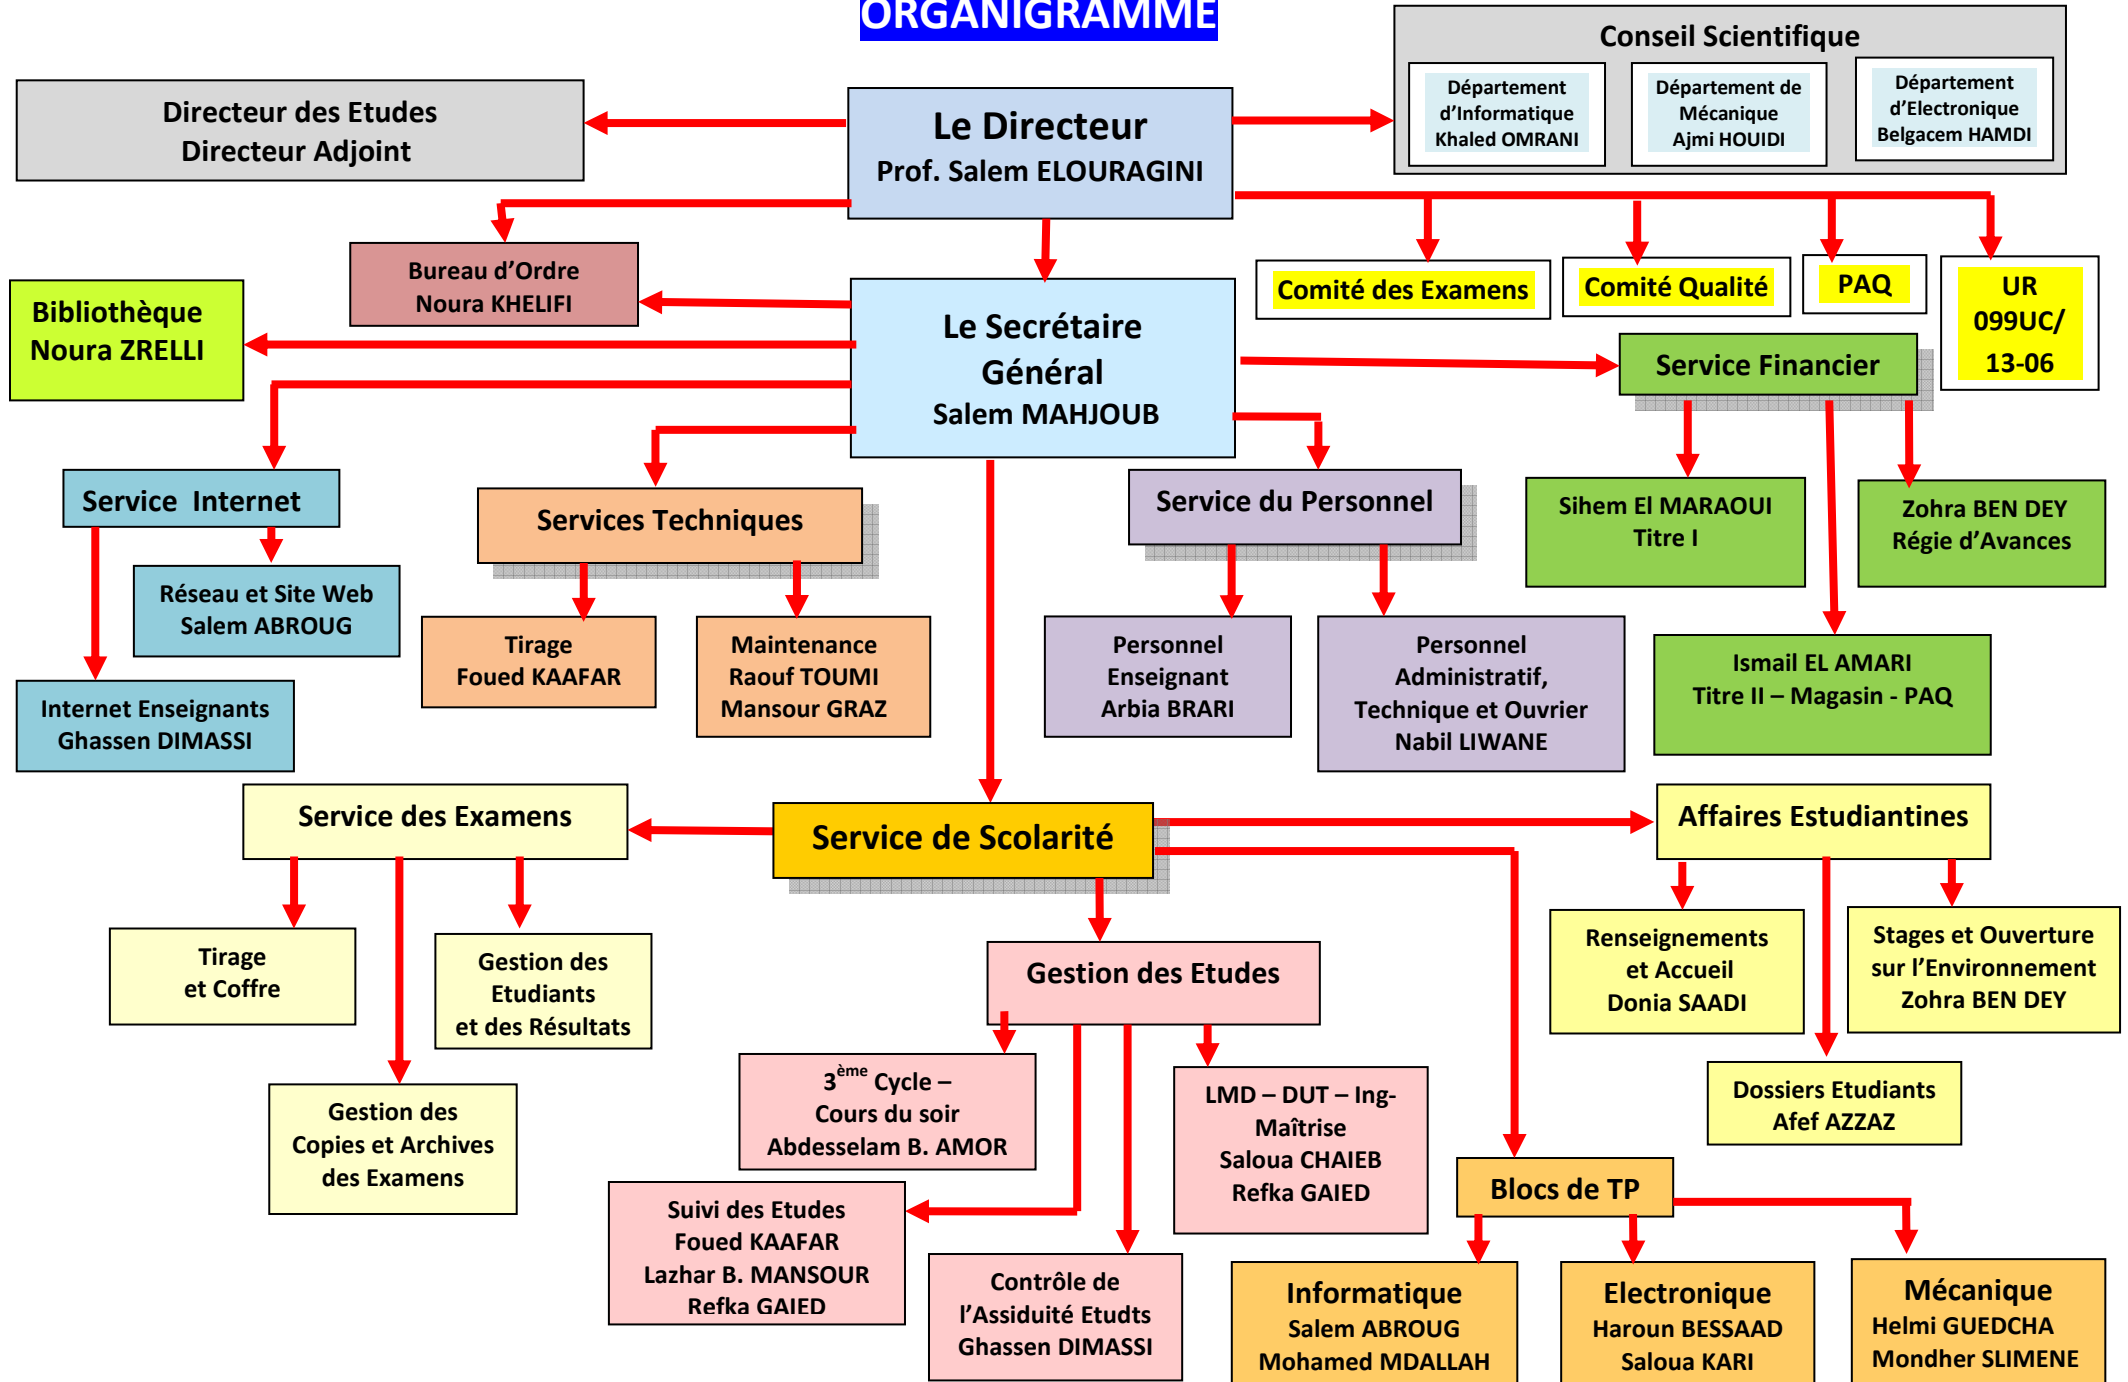 ORGANIGRAMME
Conseil Scientifique
Département
d'Informatique
Khaled OMRANI
Département de
Mécanique
Ajmi HOUIDI
Département
d'Electronique
Belgacem HAMDI
Directeur des Etudes
Directeur Adjoint
Le Directeur
Prof. Salem ELOURAGINI
Bureau d'Ordre
Noura KHELIFI
Comité des Examens
Comité Qualité
PAQ
UR
099UC/
13-06
Bibliothèque
Noura ZRELLI
Le Secrétaire
Général
Salem MAHJOUB
Service Financier
Service  Internet
Services Techniques
Service du Personnel
Sihem El MARAOUI
Titre I
Zohra BEN DEY
Régie d'Avances
Réseau et Site Web
Salem ABROUG
Tirage
Foued KAAFAR
Maintenance
Raouf TOUMI
Mansour GRAZ
Personnel
Enseignant
Arbia BRARI
Personnel
Administratif,
Technique et Ouvrier
Nabil LIWANE
Ismail EL AMARI
Titre II – Magasin - PAQ
Internet Enseignants
Ghassen DIMASSI
Service des Examens
Service de Scolarité
Affaires Estudiantines
Tirage
et Coffre
Gestion des
Etudiants
et des Résultats
Gestion des Etudes
Renseignements
et Accueil
Donia SAADI
Stages et Ouverture
sur l'Environnement
Zohra BEN DEY
Gestion des
Copies et Archives
des Examens
3ème Cycle –
Cours du soir
Abdesselam B. AMOR
LMD – DUT – Ing-
Maîtrise
Saloua CHAIEB
Refka GAIED
Dossiers Etudiants
Afef AZZAZ
Blocs de TP
Suivi des Etudes
Foued KAAFAR
Lazhar B. MANSOUR
Refka GAIED
Contrôle de
l'Assiduité Etudts
Ghassen DIMASSI
Informatique
Salem ABROUG
Mohamed MDALLAH
Electronique
Haroun BESSAAD
Saloua KARI
Mécanique
Helmi GUEDCHA
Mondher SLIMENE